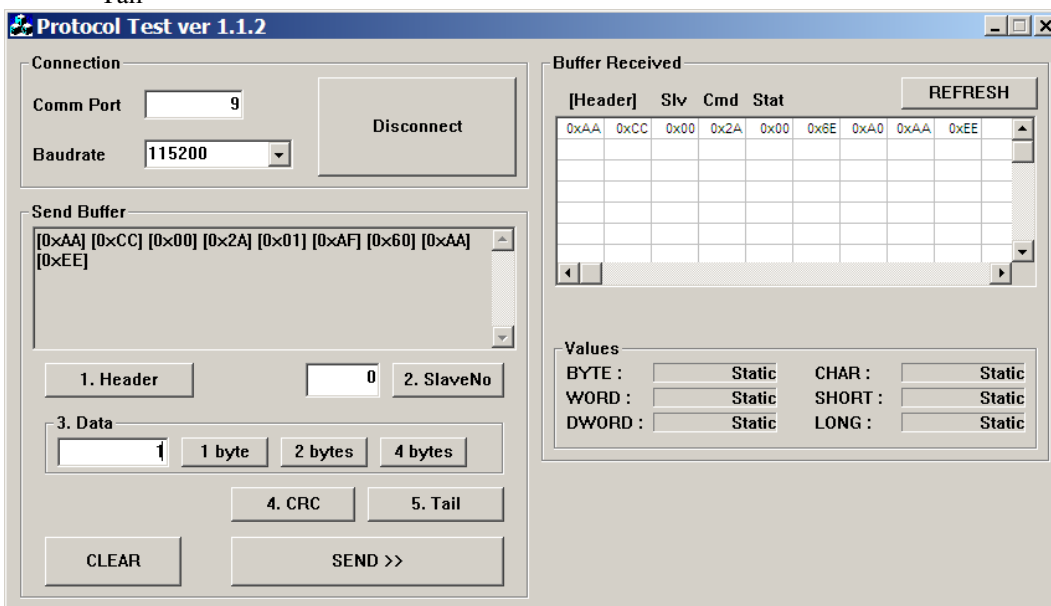 Protocol Test ver 1.1.2
Connection
Comm Port 9
Baudrate 115200
Disconnect
Send Buffer
[0xAA] [0xCC] [0x00] [0x2A] [0x01] [0xAF] [0x60] [0xAA]
[0xEE]
1. Header 0 2. SlaveNo
3. Data
1 1 byte 2 bytes 4 bytes
4. CRC 5. Tail
CLEAR SEND >>
Buffer Received
REFRESH
[Header] Slv Cmd Stat
0xAA 0xCC 0x00 0x2A 0x00 0x6E 0xA0 0xAA 0xEE
Values
BYTE : Static CHAR : Static
WORD : Static SHORT : Static
DWORD : Static LONG : Static